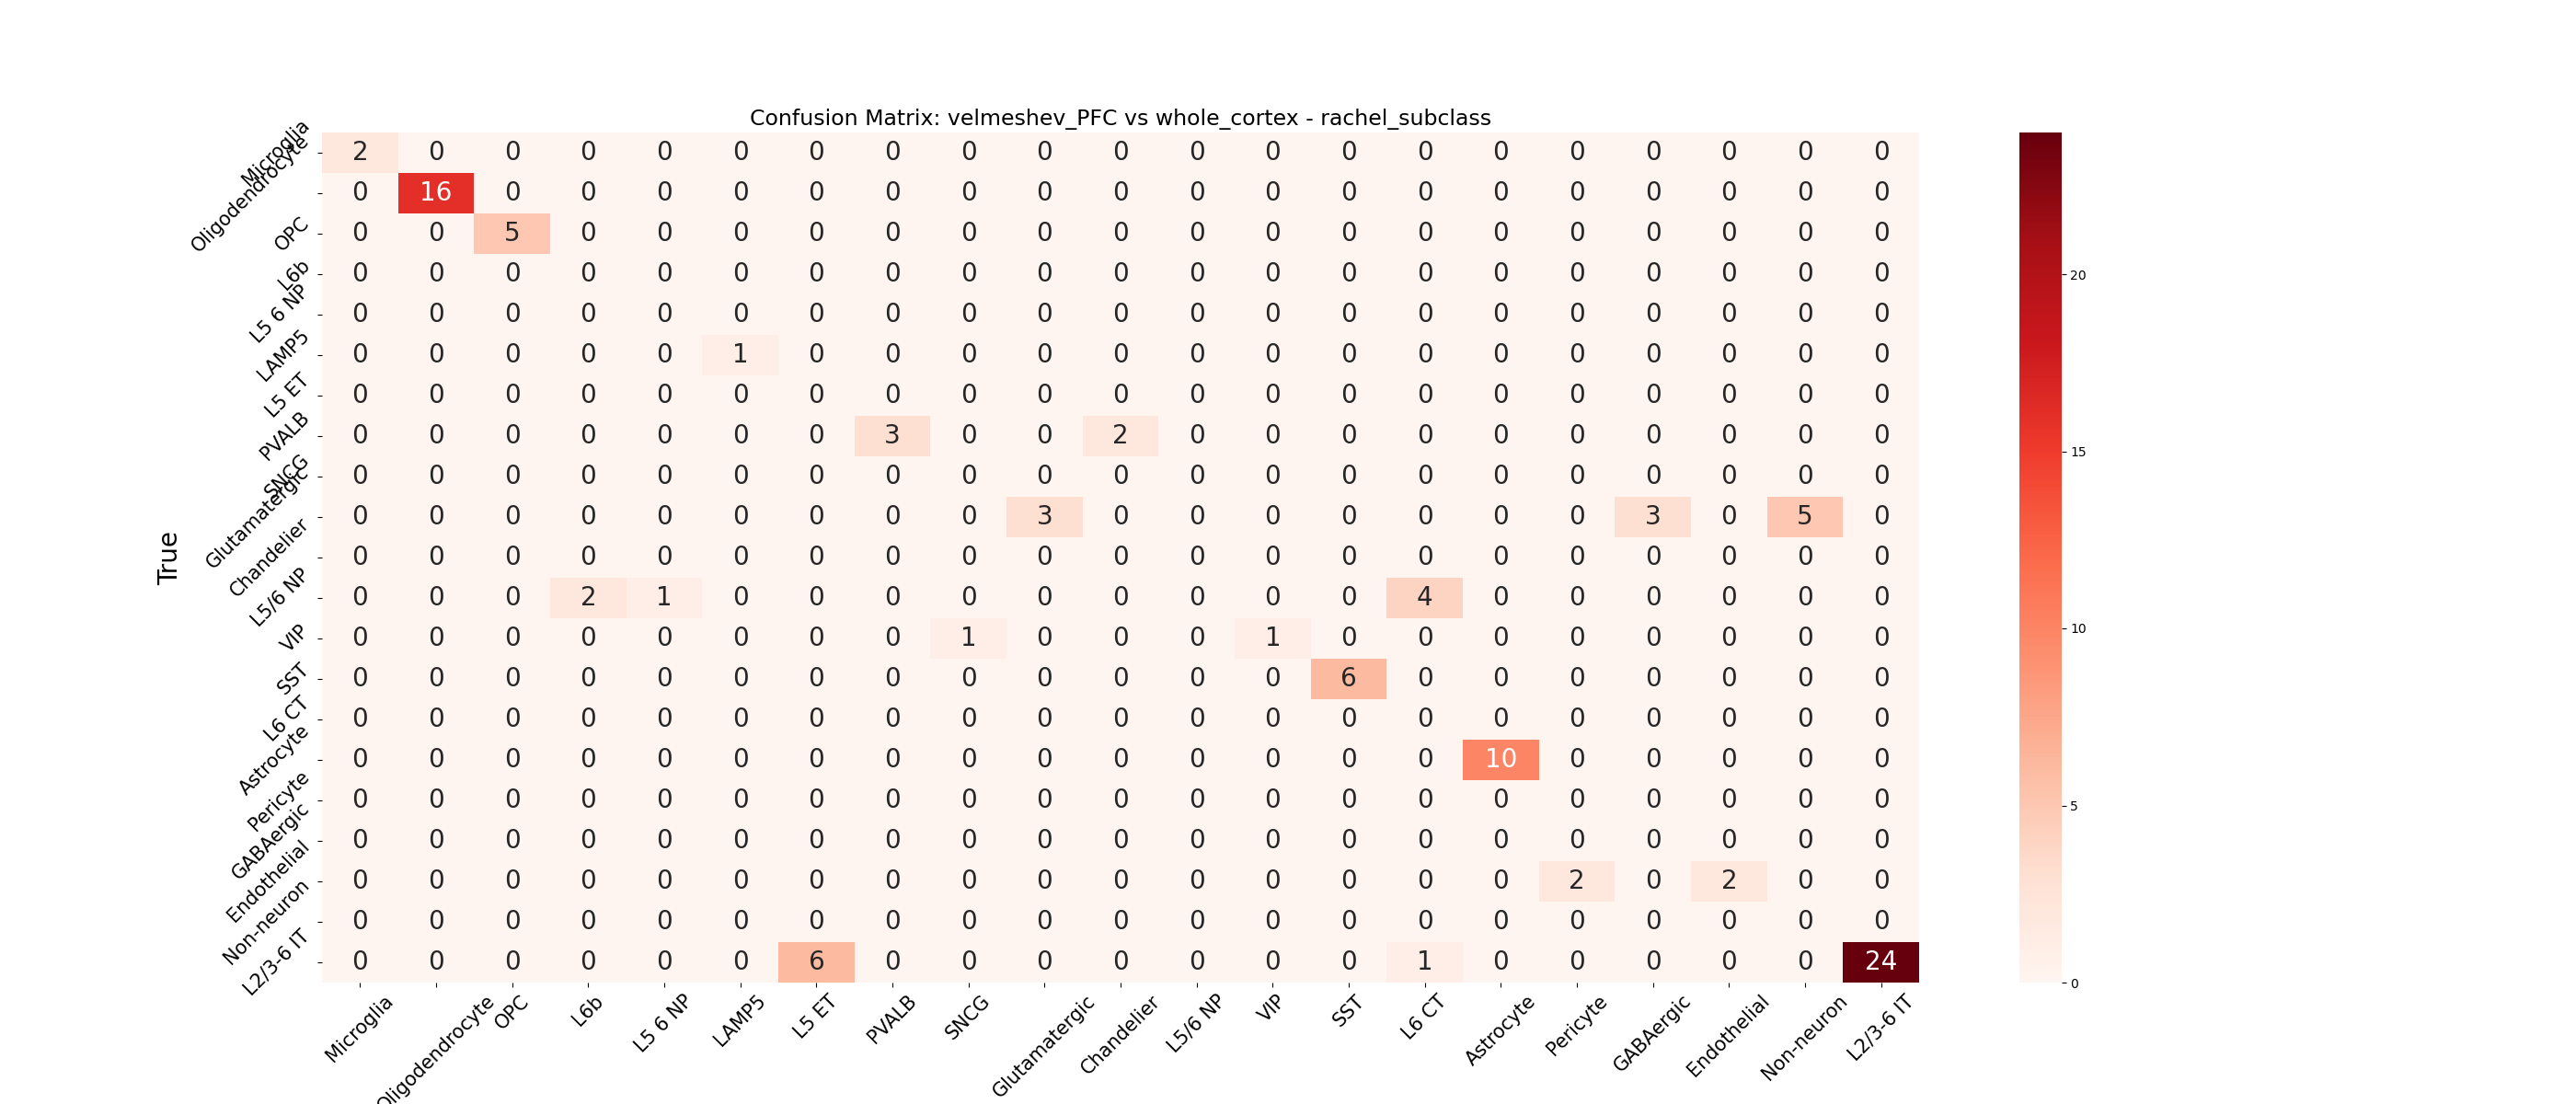 Confusion Matrix: velmeshev_PFC vs whole_cortex - rachel_subclass
True
Microglia 2 0 0 0 0 0 0 0 0 0 0 0 0 0 0 0 0 0 0 0 0
Oligodendrocyte 0 16 0 0 0 0 0 0 0 0 0 0 0 0 0 0 0 0 0 0 0
OPC 0 0 5 0 0 0 0 0 0 0 0 0 0 0 0 0 0 0 0 0 0
L6b 0 0 0 0 0 0 0 0 0 0 0 0 0 0 0 0 0 0 0 0 0
L5 6 NP 0 0 0 0 0 0 0 0 0 0 0 0 0 0 0 0 0 0 0 0 0
LAMP5 0 0 0 0 0 1 0 0 0 0 0 0 0 0 0 0 0 0 0 0 0
L5 ET 0 0 0 0 0 0 0 0 0 0 0 0 0 0 0 0 0 0 0 0 0
PVALB 0 0 0 0 0 0 0 3 0 0 2 0 0 0 0 0 0 0 0 0 0
SNCG 0 0 0 0 0 0 0 0 0 0 0 0 0 0 0 0 0 0 0 0 0
Glutamatergic 0 0 0 0 0 0 0 0 0 3 0 0 0 0 0 0 0 3 0 5 0
Chandelier 0 0 0 0 0 0 0 0 0 0 0 0 0 0 0 0 0 0 0 0 0
L5/6 NP 0 0 0 2 1 0 0 0 0 0 0 0 0 0 4 0 0 0 0 0 0
VIP 0 0 0 0 0 0 0 0 1 0 0 0 1 0 0 0 0 0 0 0 0
SST 0 0 0 0 0 0 0 0 0 0 0 0 0 6 0 0 0 0 0 0 0
L6 CT 0 0 0 0 0 0 0 0 0 0 0 0 0 0 0 0 0 0 0 0 0
Astrocyte 0 0 0 0 0 0 0 0 0 0 0 0 0 0 0 10 0 0 0 0 0
Pericyte 0 0 0 0 0 0 0 0 0 0 0 0 0 0 0 0 0 0 0 0 0
GABAergic 0 0 0 0 0 0 0 0 0 0 0 0 0 0 0 0 0 0 0 0 0
Endothelial 0 0 0 0 0 0 0 0 0 0 0 0 0 0 0 0 2 0 2 0 0
Non-neuron 0 0 0 0 0 0 0 0 0 0 0 0 0 0 0 0 0 0 0 0 0
L2/3-6 IT 0 0 0 0 0 0 6 0 0 0 0 0 0 0 1 0 0 0 0 0 24
Microglia Oligodendrocyte OPC L6b L5 6 NP LAMP5 L5 ET PVALB SNCG Glutamatergic Chandelier L5/6 NP VIP SST L6 CT Astrocyte Pericyte GABAergic Endothelial Non-neuron L2/3-6 IT
20
15
10
5
0